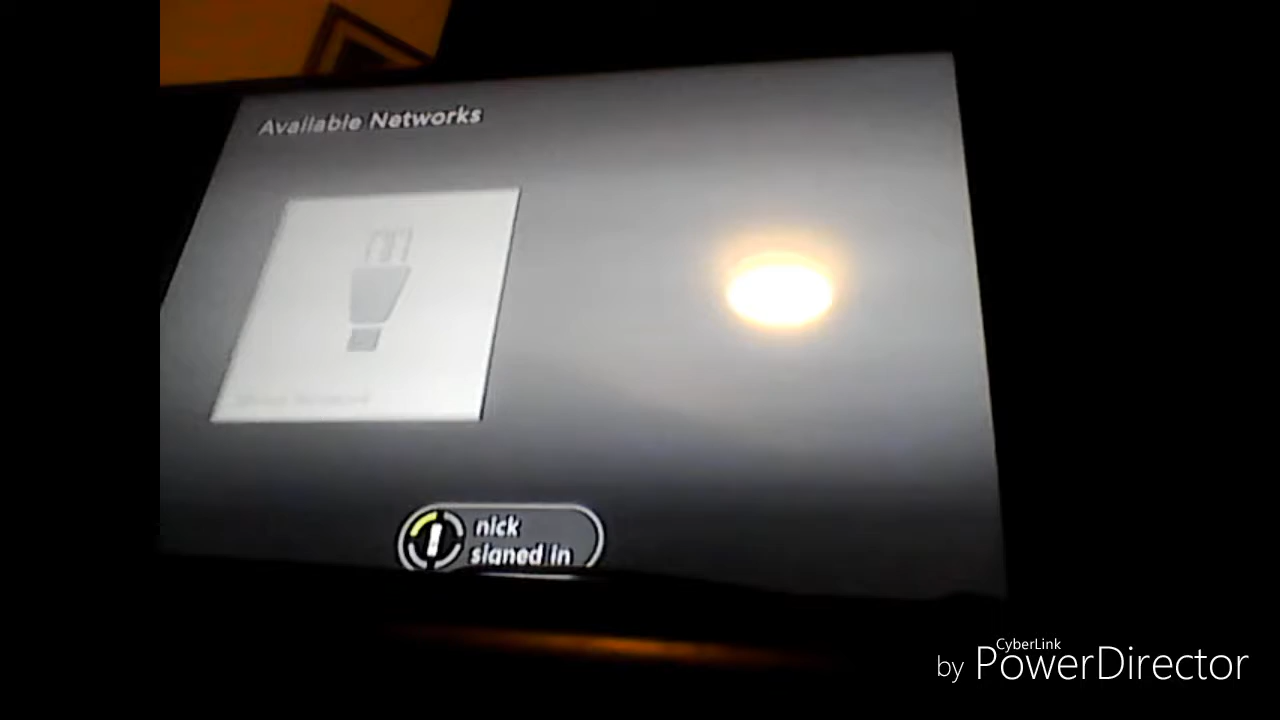 Available Networks
nick
signed in
CyberLink
by PowerDirector